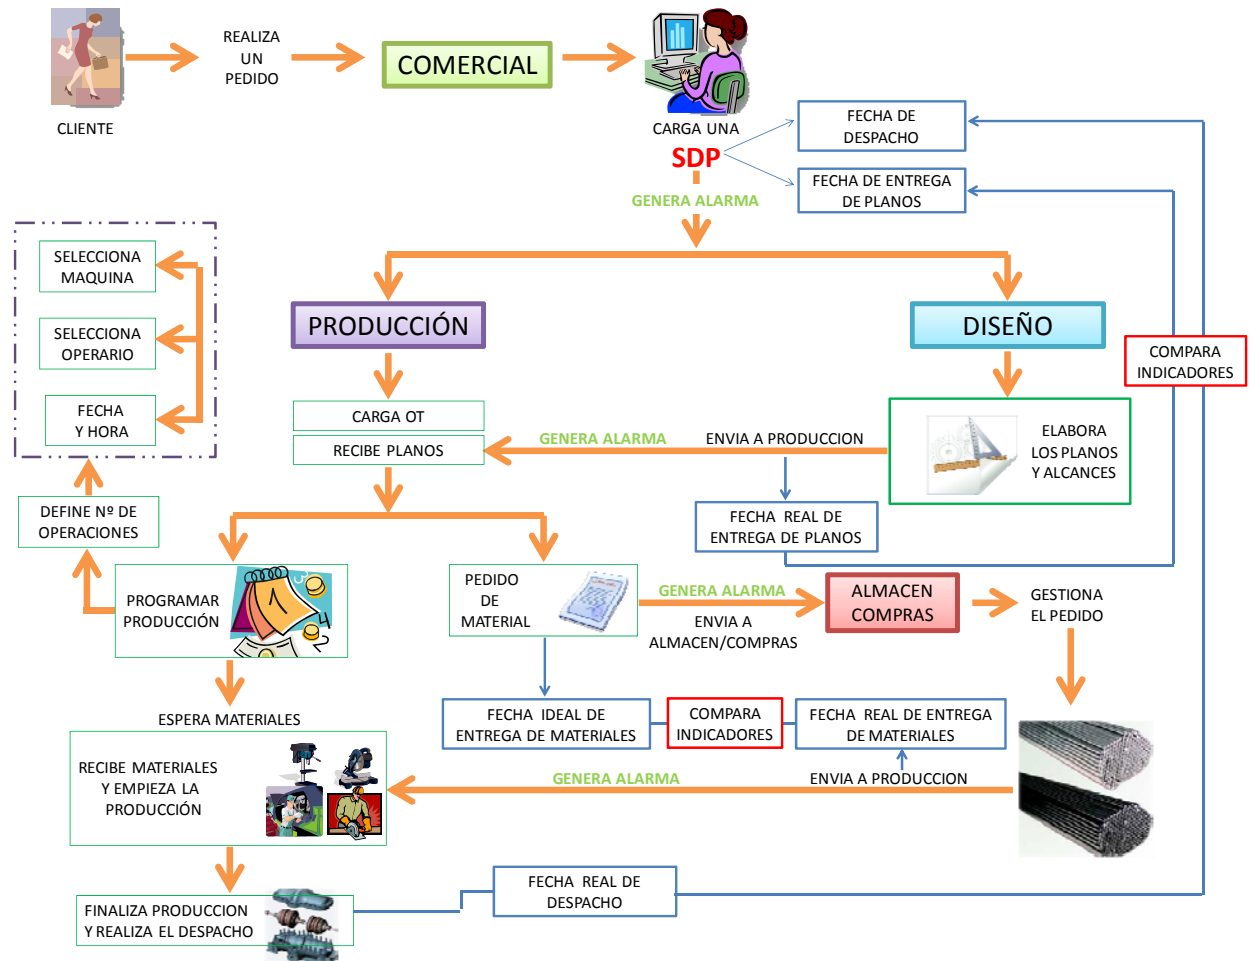 CLIENTE
REALIZA
UN
PEDIDO
COMERCIAL
CARGA UNA
SDP
GENERA ALARMA
FECHA DE
DESPACHO
FECHA DE ENTREGA
DE PLANOS
SELECCIONA
MAQUINA
SELECCIONA
OPERARIO
FECHA
Y HORA
DEFINE Nº DE
OPERACIONES
PRODUCCIÓN
DISEÑO
COMPARA
INDICADORES
CARGA OT
RECIBE PLANOS
GENERA ALARMA
ENVIA A PRODUCCION
ELABORA
LOS PLANOS
Y ALCANCES
FECHA REAL DE
ENTREGA DE PLANOS
PROGRAMAR
PRODUCCIÓN
1
3
4
2
PEDIDO
DE
MATERIAL
GENERA ALARMA
ENVIA A
ALMACEN/COMPRAS
ALMACEN
COMPRAS
GESTIONA
EL PEDIDO
ESPERA MATERIALES
FECHA IDEAL DE
ENTREGA DE MATERIALES
COMPARA
INDICADORES
FECHA REAL DE ENTREGA
DE MATERIALES
RECIBE MATERIALES
Y EMPIEZA LA
PRODUCCIÓN
GENERA ALARMA
ENVIA A PRODUCCION
FINALIZA PRODUCCION
Y REALIZA EL DESPACHO
FECHA REAL DE
DESPACHO